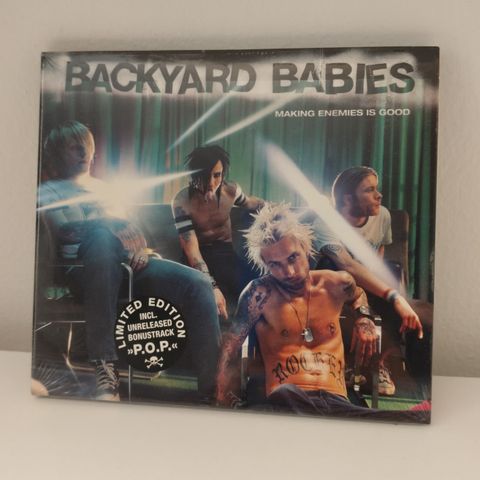 BACKYARD BABIES
MAKING ENEMIES IS GOOD
LIMITED EDITION
INCL.
UNRELEASED
BONUSTRACK
»P.O.P.«
ROCKER